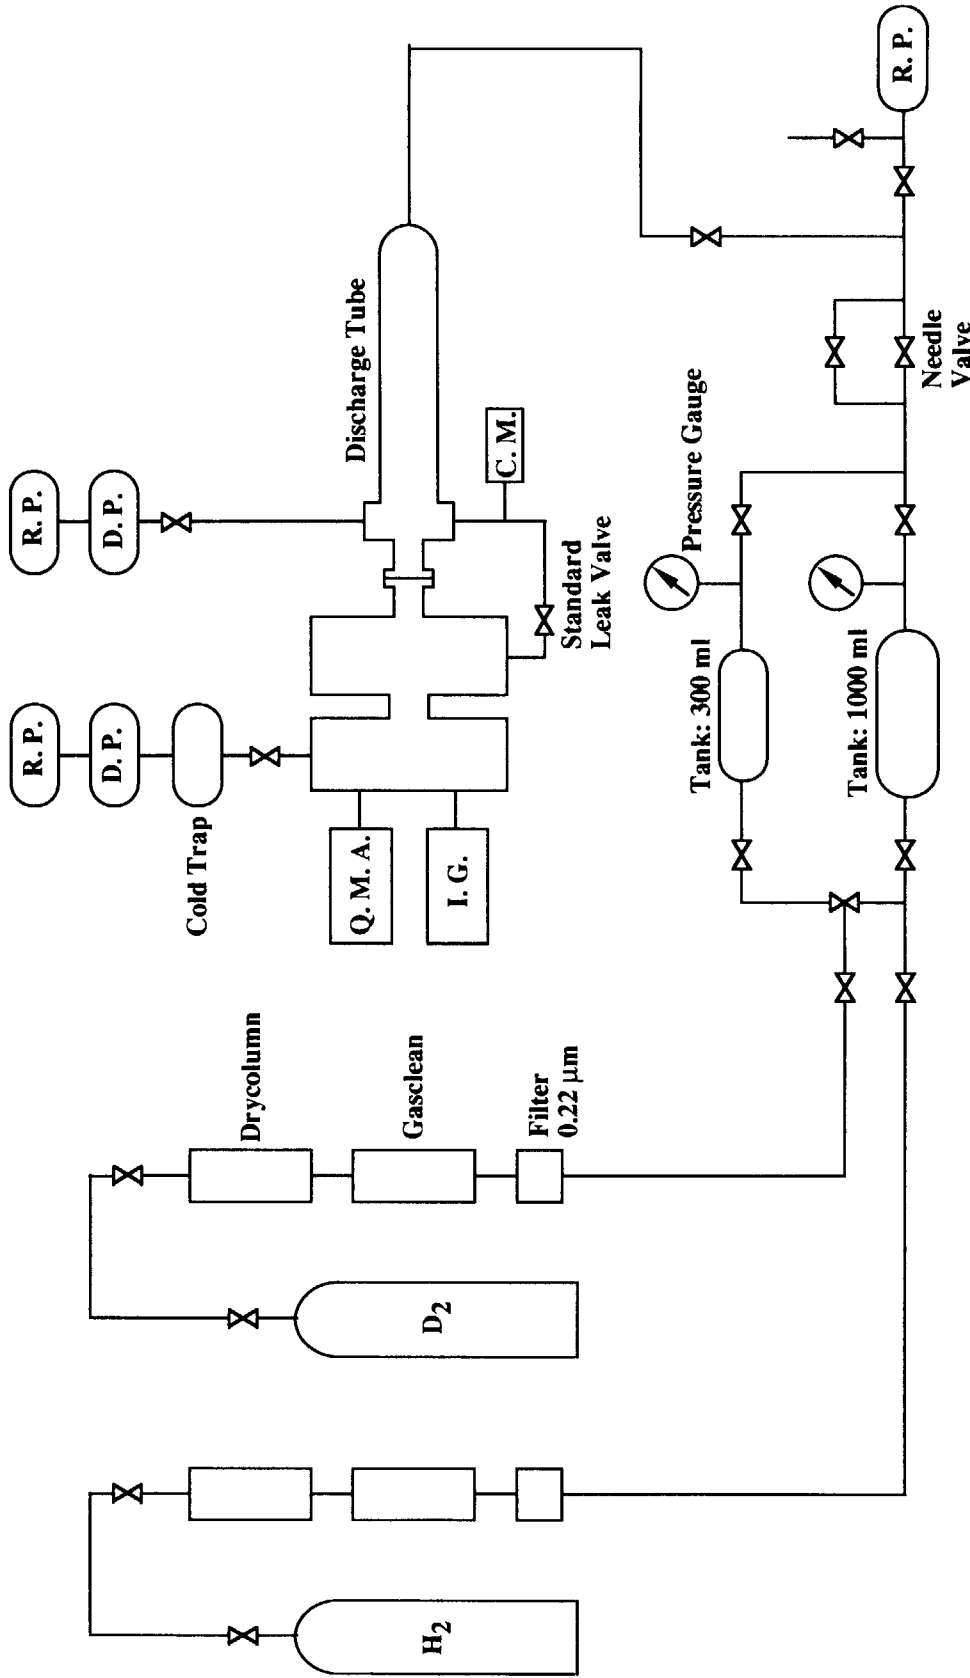 R. P.
D. P.
Cold Trap
R. P.
D. P.
Q. M. A.
I. G.
Discharge Tube
C. M.
Standard
Leak Valve
H2
D2
Drycolumn
Gasclean
Filter
0.22 μm
Tank: 300 ml
Pressure Gauge
Tank: 1000 ml
Needle
Valve
R. P.